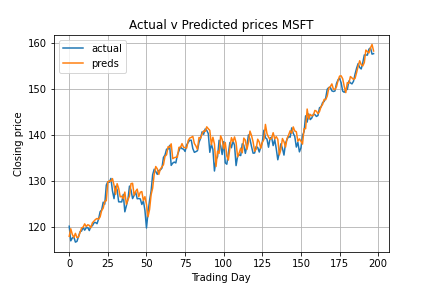 Actual v Predicted prices MSFT
actual
preds
Closing price
160
150
140
130
120
0 25 50 75 100 125 150 175 200
Trading Day